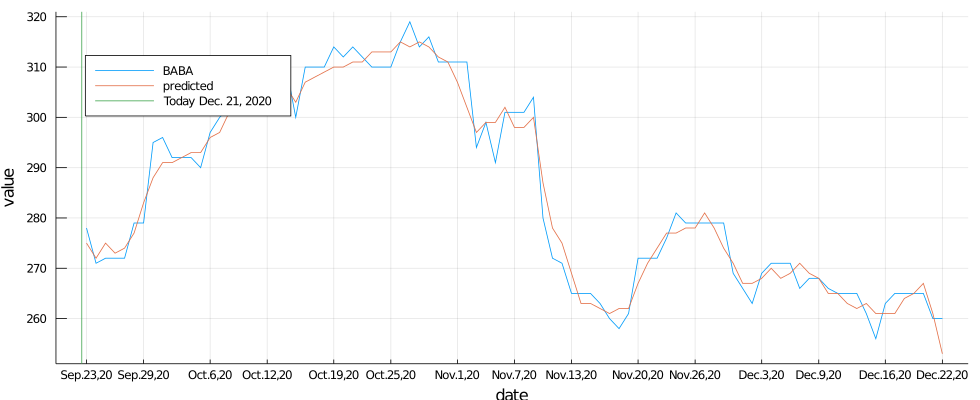 320
310
300
290
280
270
260
value
BABA
predicted
Today Dec. 21, 2020
Sep.23,20 Sep.29,20 Oct.6,20 Oct.12,20 Oct.19,20 Oct.25,20 Nov.1,20 Nov.7,20 Nov.13,20 Nov.20,20 Nov.26,20 Dec.3,20 Dec.9,20 Dec.16,20 Dec.22,20
date